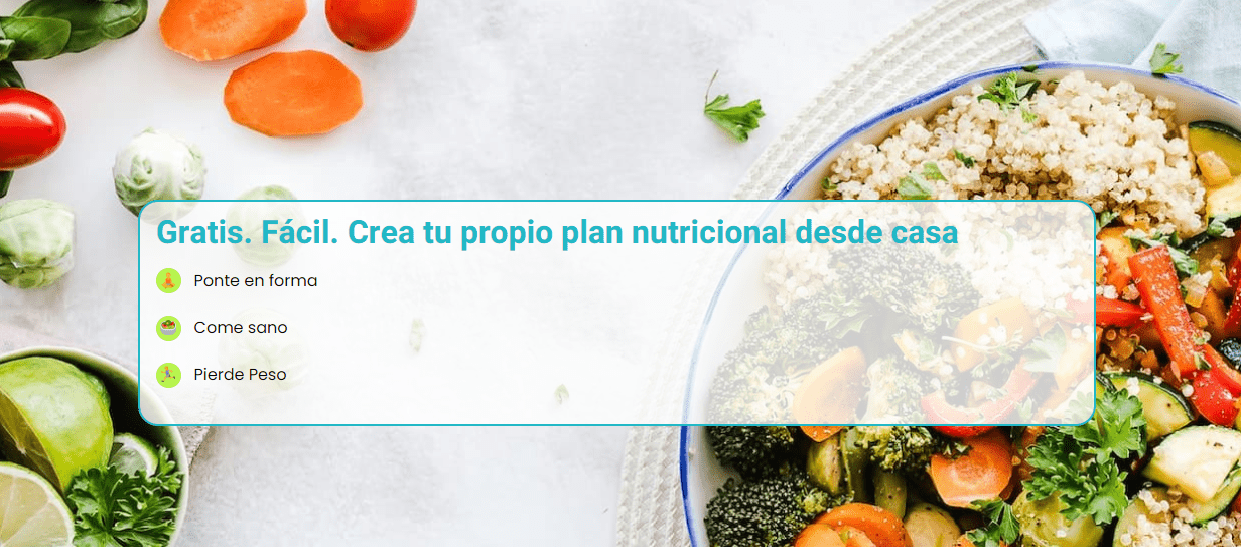 Gratis. Fácil. Crea tu propio plan nutricional desde casa
Ponte en forma
Come sano
Pierde Peso